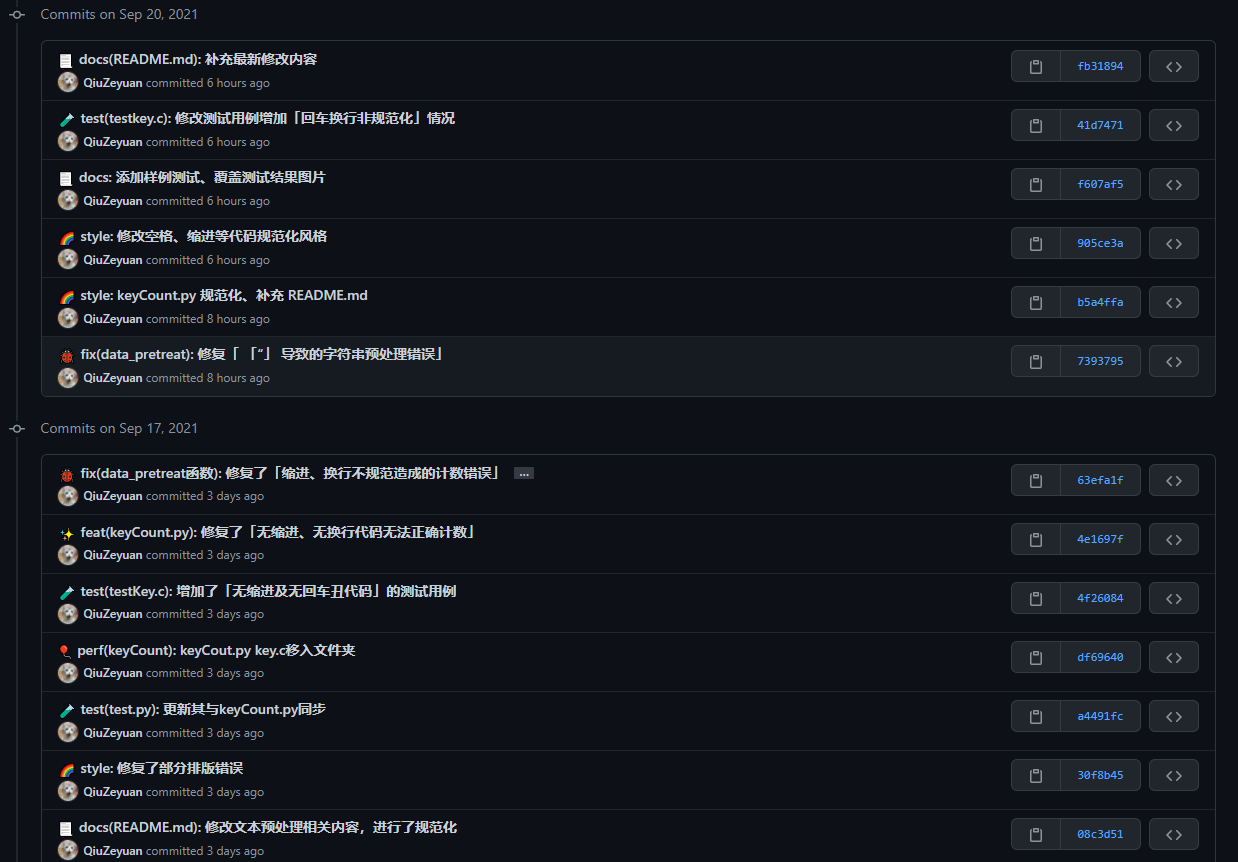 Commits on Sep 20, 2021
docs(README.md): 补充最新修改内容
fb31894
QiuZeyuan committed 6 hours ago
test(testkey.c): 修改测试用例增加「回车换行非规范化」情况
41d7471
QiuZeyuan committed 6 hours ago
docs: 添加样例测试、覆盖测试结果图片
f607af5
QiuZeyuan committed 6 hours ago
style: 修改空格、缩进等代码规范化风格
905ce3a
QiuZeyuan committed 6 hours ago
style: keyCount.py 规范化、补充 README.md
b5a4ffa
QiuZeyuan committed 8 hours ago
fix(data_pretreat): 修复「 「“」 导致的字符串预处理错误」
7393795
QiuZeyuan committed 8 hours ago
Commits on Sep 17, 2021
fix(data_pretreat函数): 修复了「缩进、换行不规范造成的计数错误」 …
63efa1f
QiuZeyuan committed 3 days ago
feat(keyCount.py): 修复了「无缩进、无换行代码无法正确计数」
4e1697f
QiuZeyuan committed 3 days ago
test(testKey.c): 增加了「无缩进及无回车丑代码」的测试用例
4f26084
QiuZeyuan committed 3 days ago
perf(keyCount): keyCout.py key.c移入文件夹
df69640
QiuZeyuan committed 3 days ago
test(test.py): 更新其与keyCount.py同步
a4491fc
QiuZeyuan committed 3 days ago
style: 修复了部分排版错误
30f8b45
QiuZeyuan committed 3 days ago
docs(README.md): 修改文本预处理相关内容，进行了规范化
08c3d51
QiuZeyuan committed 3 days ago